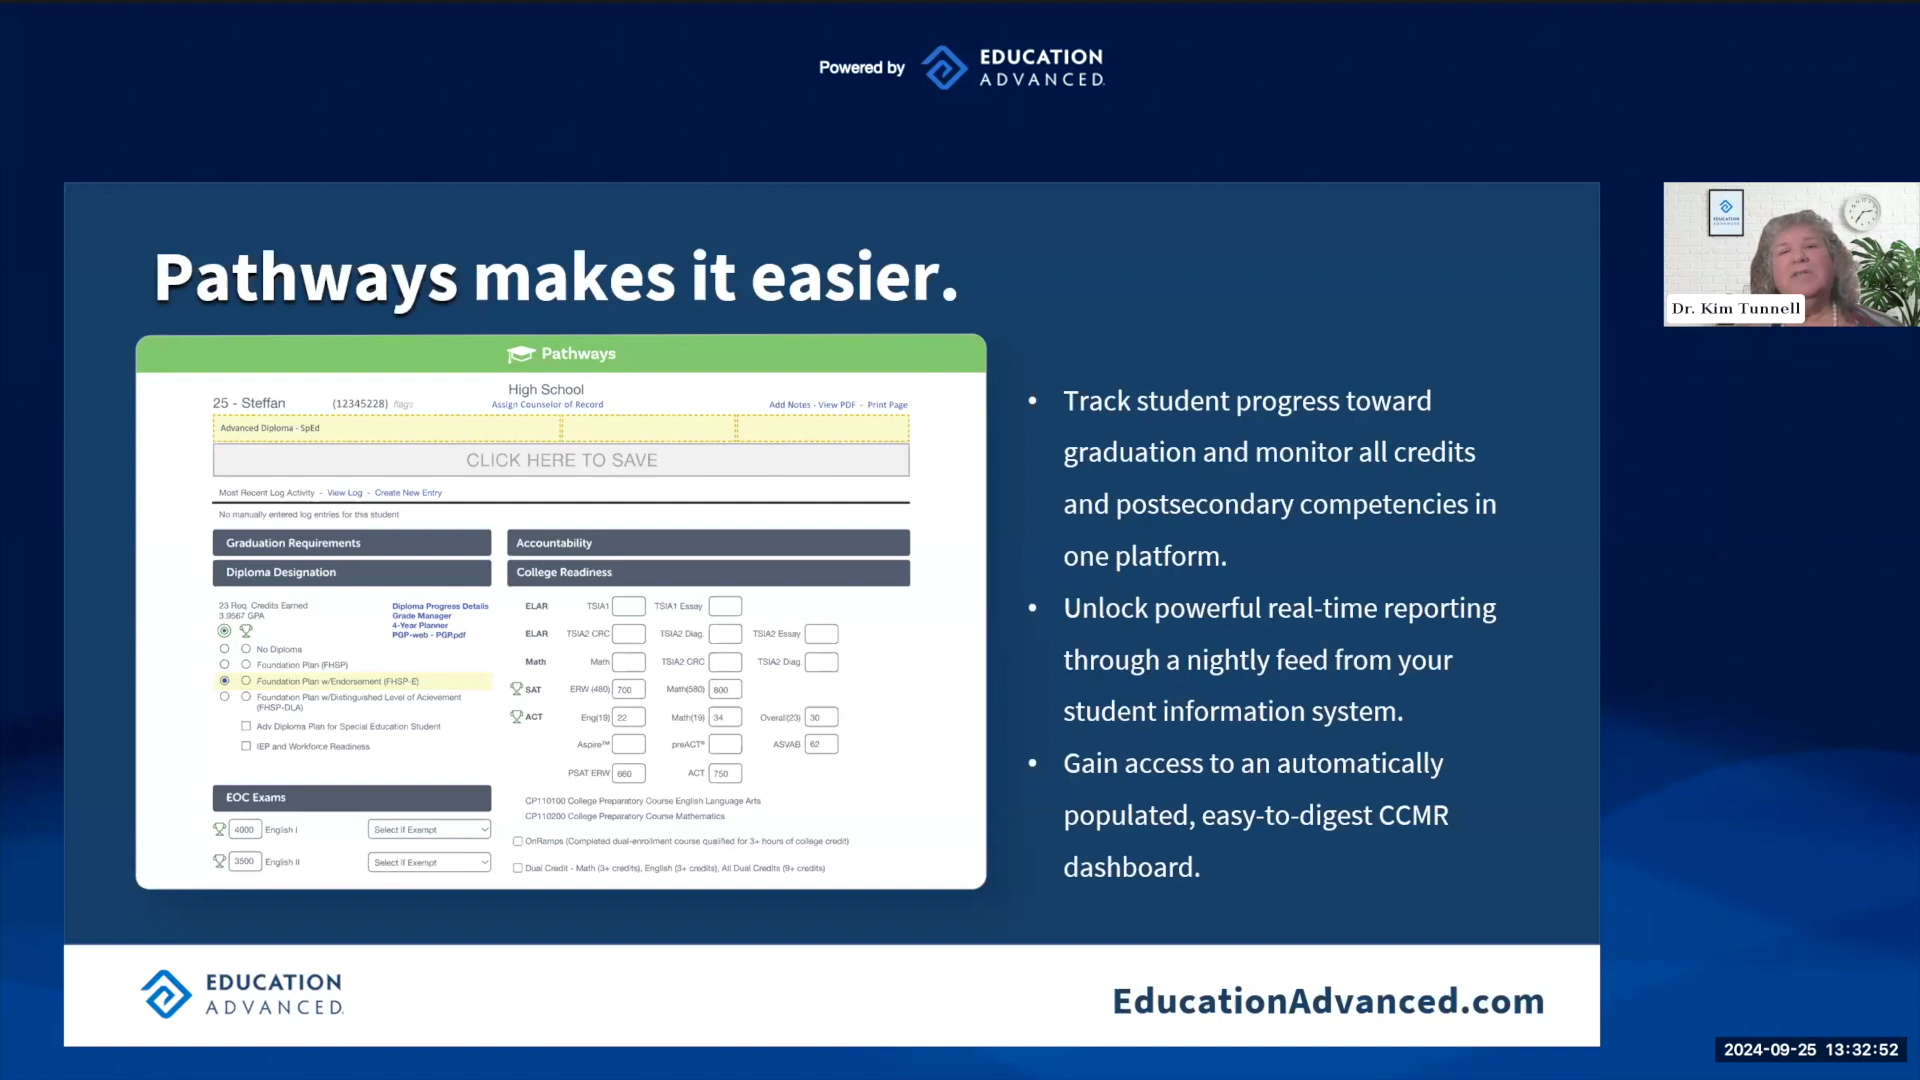 Powered by
EDUCATION
ADVANCED.
Pathways makes it easier.
Pathways
High School
25 - Steffan (12345228) flags
Assign Counselor of Record
Add Notes - View PDF - Print Page
Advanced Diploma - SpEd
CLICK HERE TO SAVE
Most Recent Log Activity - View Log - Create New Entry
No manually entered log entries for this student
Graduation Requirements
Diploma Designation
23 Req. Credits Earned
3.9567 GPA
Diploma Progress Details
Grade Manager
4-Year Planner
PGP-web - PGP.pdf
No Diploma
Foundation Plan (FHSP)
Foundation Plan w/Endorsement (FHSP-E)
Foundation Plan w/Distinguished Level of Acievement
(FHSP-DLA)
Adv Diploma Plan for Special Education Student
IEP and Workforce Readiness
EOC Exams
4000 English I Select if Exempt
3500 English II Select if Exempt
Accountability
College Readiness
ELAR TSIA1 TSIA1 Essay
ELAR TSIA2 CRC TSIA2 Diag. TSIA2 Essay
Math Math TSIA2 CRC TSIA2 Diag.
SAT ERW (480) 700 Math(580) 800
ACT Eng(19) 22 Math(19) 34 Overall(23) 30
Aspire™ preACT® ASVAB 62
PSAT ERW 660 ACT 750
CP110100 College Preparatory Course English Language Arts
CP110200 College Preparatory Course Mathematics
OnRamps (Completed dual-enrollment course qualified for 3+ hours of college credit)
Dual Credit - Math (3+ credits), English (3+ credits), All Dual Credits (9+ credits)
• Track student progress toward
graduation and monitor all credits
and postsecondary competencies in
one platform.
• Unlock powerful real-time reporting
through a nightly feed from your
student information system.
• Gain access to an automatically
populated, easy-to-digest CCMR
dashboard.
EDUCATION
ADVANCED.
EducationAdvanced.com
EDUCATION
ADVANCED
Dr. Kim Tunnell
2024-09-25 13:32:52